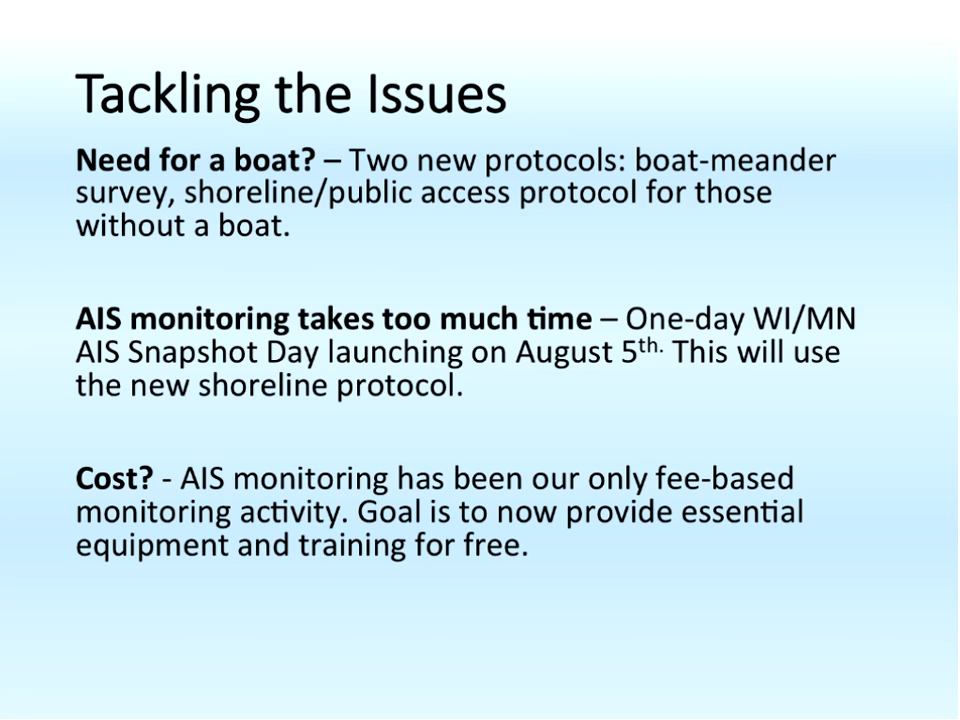 Tackling the Issues
Need for a boat? – Two new protocols: boat-meander
survey, shoreline/public access protocol for those
without a boat.
AIS monitoring takes too much time – One-day WI/MN
AIS Snapshot Day launching on August 5th. This will use
the new shoreline protocol.
Cost? - AIS monitoring has been our only fee-based
monitoring activity. Goal is to now provide essential
equipment and training for free.